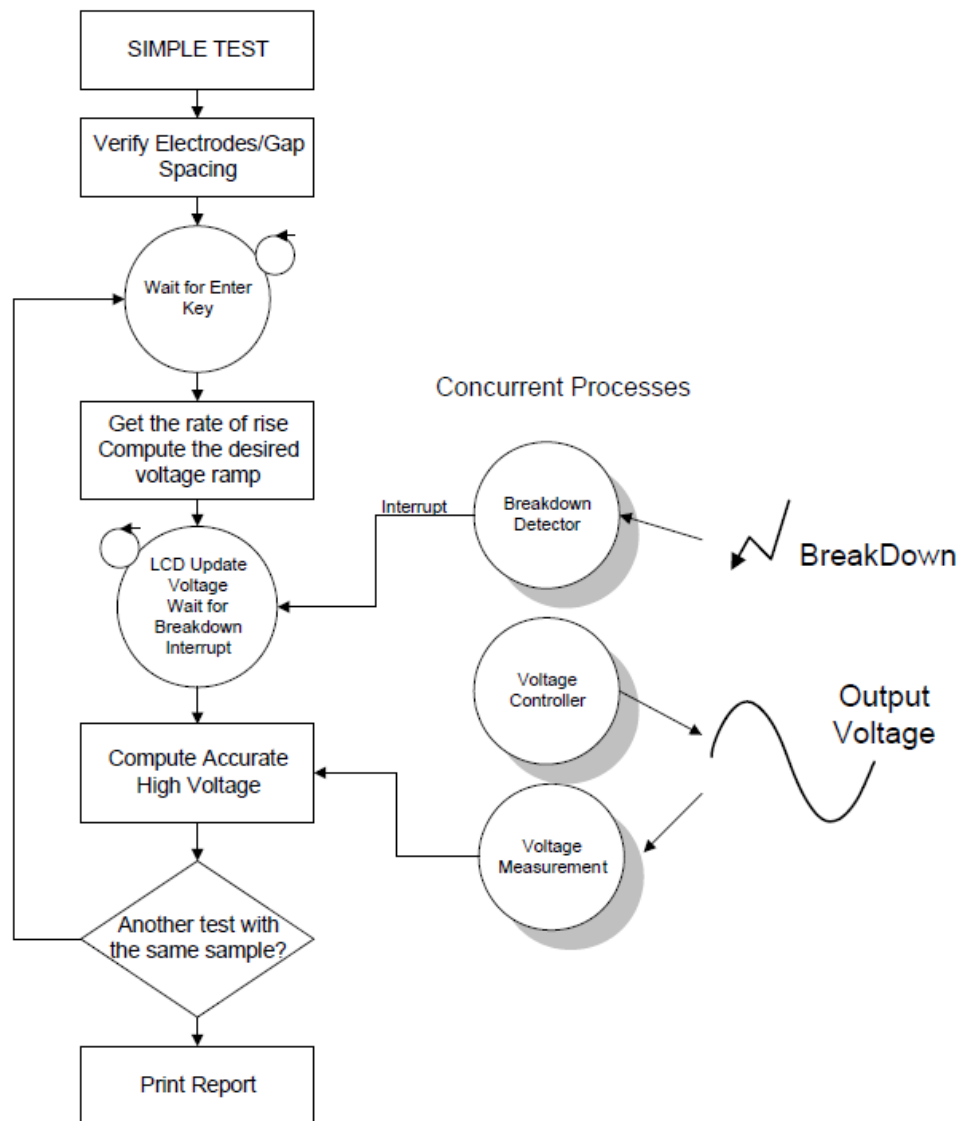 SIMPLE TEST
Verify Electrodes/Gap
Spacing
Wait for Enter
Key
Get the rate of rise
Compute the desired
voltage ramp
LCD Update
Voltage
Wait for
Breakdown
Interrupt
Compute Accurate
High Voltage
Another test with
the same sample?
Print Report
Concurrent Processes
Interrupt
Breakdown
Detector
BreakDown
Voltage
Controller
Output
Voltage
Voltage
Measurement